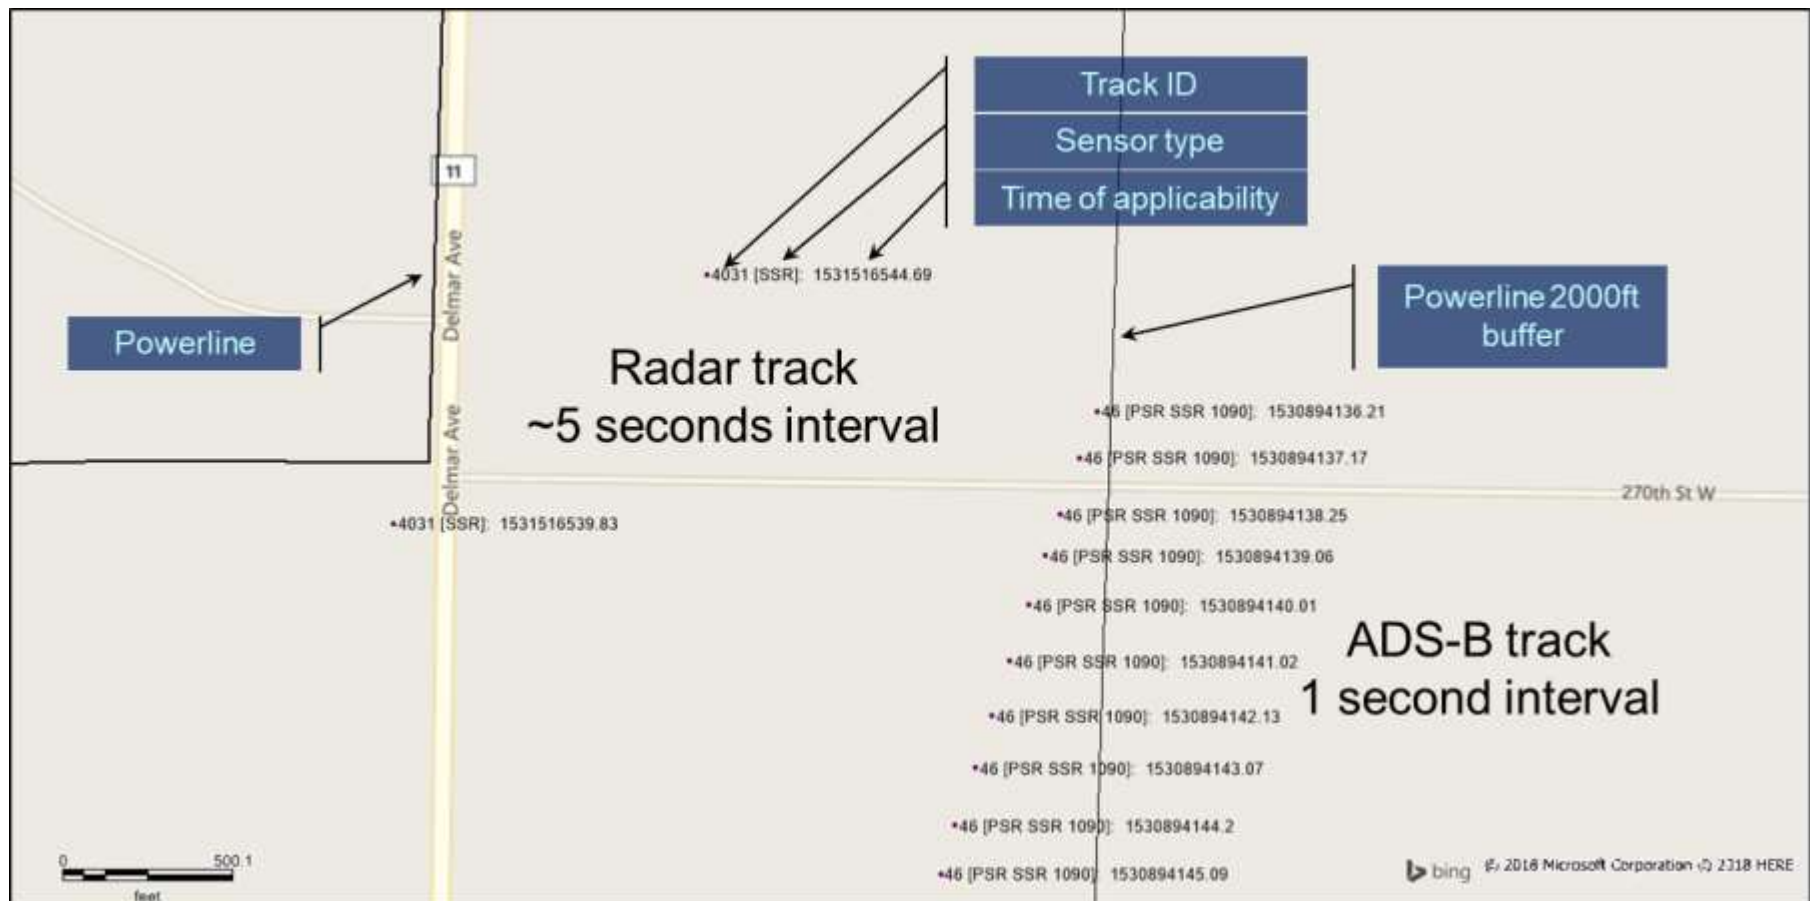 Track ID
Sensor type
Time of applicability
11
Delmar Ave
•4031 [SSR]: 1531516544.69
Powerline
Powerline 2000ft
buffer
Radar track
~5 seconds interval
Delmar Ave
•46 [PSR SSR 1090]: 1530894136.21
•46 [PSR SSR 1090]: 1530894137.17
270th St W
•4031 [SSR]: 1531516539.83
•46 [PSR SSR 1090]: 1530894138.25
•46 [PSR SSR 1090]: 1530894139.06
•46 [PSR SSR 1090]: 1530894140.01
ADS-B track
1 second interval
•46 [PSR SSR 1090]: 1530894141.02
•46 [PSR SSR 1090]: 1530894142.13
•46 [PSR SSR 1090]: 1530894143.07
•46 [PSR SSR 1090]: 1530894144.2
•46 [PSR SSR 1090]: 1530894145.09
0 500.1
feet
bing
© 2018 Microsoft Corporation © 2018 HERE